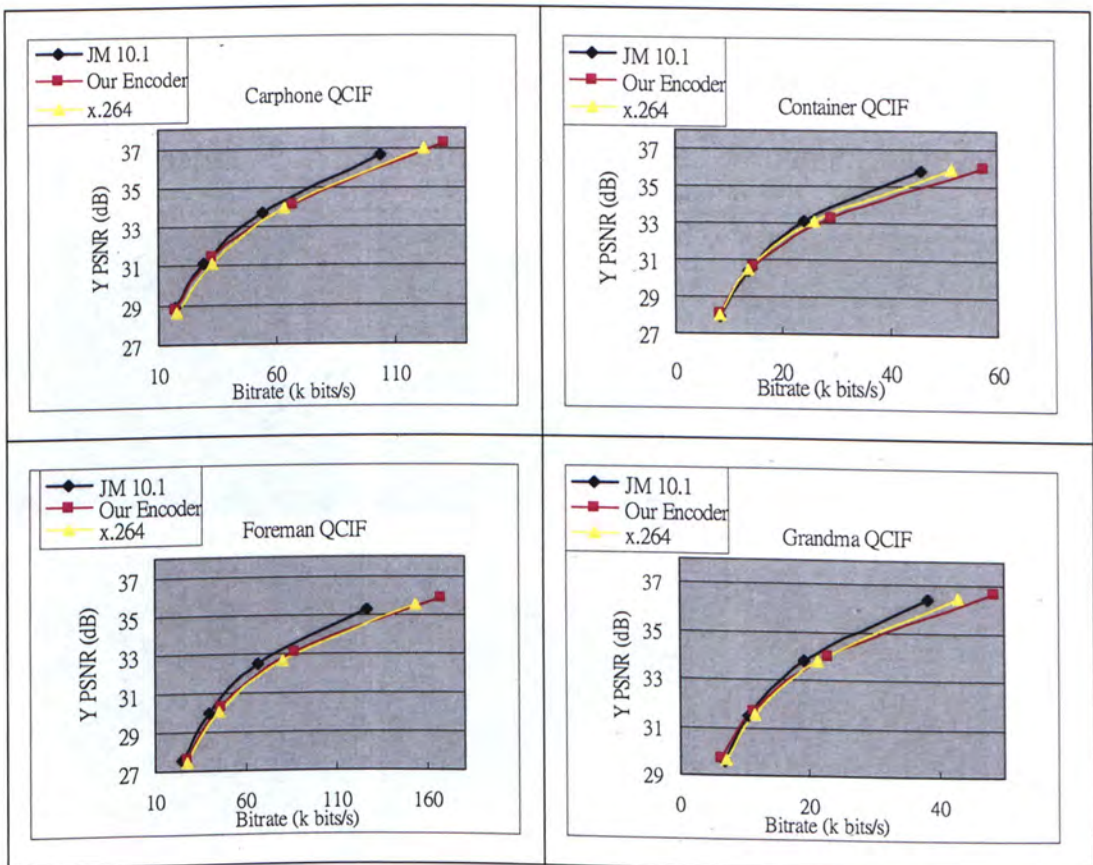 JM 10.1
Our Encoder
x.264
Carphone QCIF
Y PSNR (dB)
37
35
33
31
29
27
10
60
110
Bitrate (k bits/s)
JM 10.1
Our Encoder
x.264
Container QCIF
Y PSNR (dB)
37
35
33
31
29
27
0
20
40
60
Bitrate (k bits/s)
JM 10.1
Our Encoder
x.264
Foreman QCIF
Y PSNR (dB)
37
35
33
31
29
27
10
60
110
160
Bitrate (k bits/s)
JM 10.1
Our Encoder
x.264
Grandma QCIF
Y PSNR (dB)
37
35
33
31
29
0
20
40
Bitrate (k bits/s)